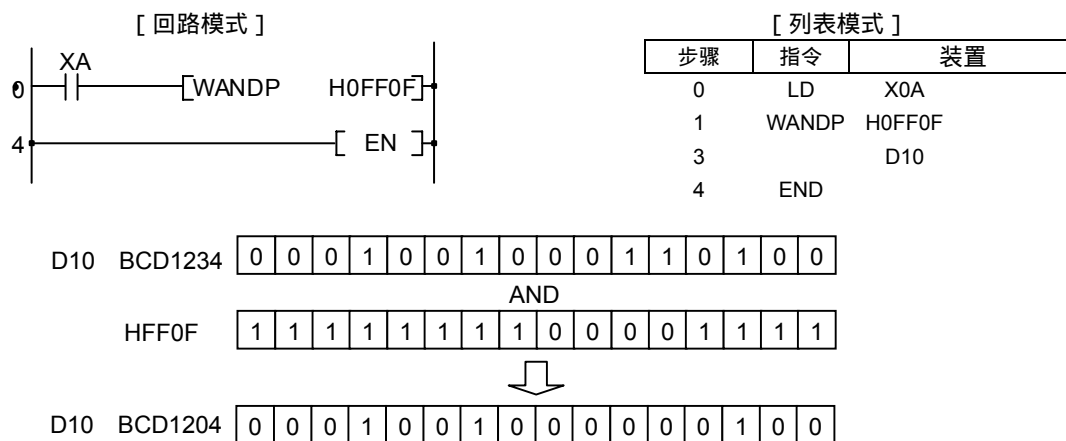 [ 回路模式 ]
[ 列表模式 ]
XA
0 WANDP H0FF0F
4 EN
步骤 指令 装置
0 LD X0A
1 WANDP H0FF0F
3 D10
4 END
D10 BCD1234 0 0 0 1 0 0 1 0 0 0 1 1 0 1 0 0
AND
HFF0F 1 1 1 1 1 1 1 1 0 0 0 0 1 1 1 1
D10 BCD1204 0 0 0 1 0 0 1 0 0 0 0 0 0 1 0 0